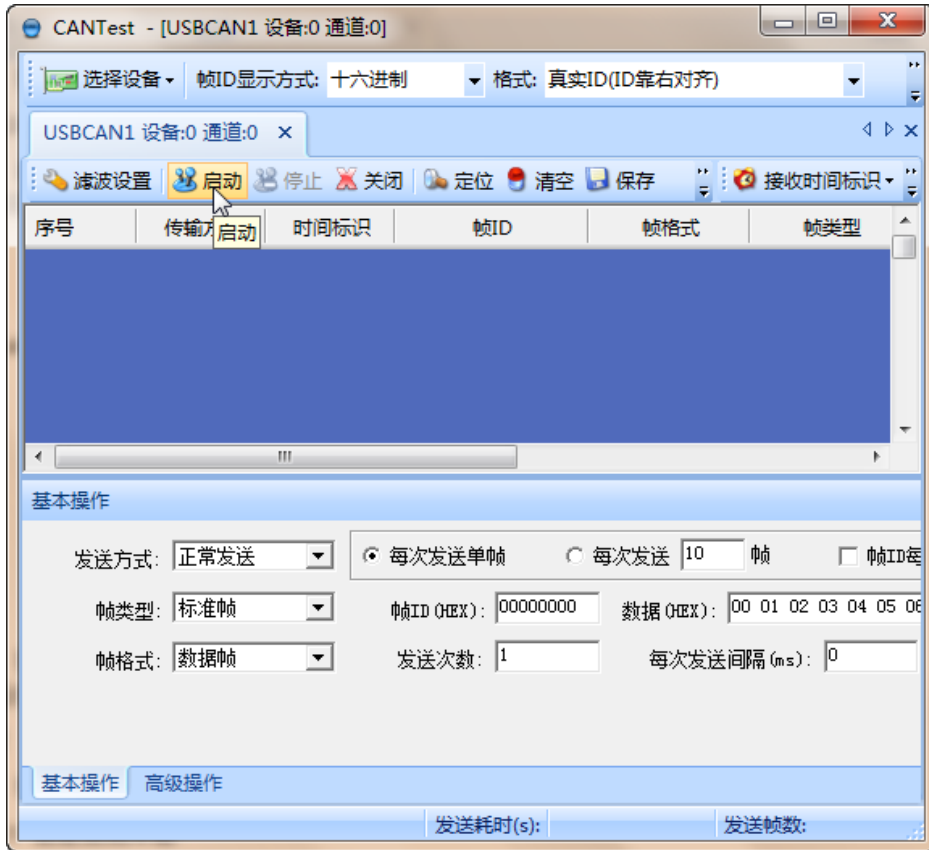 CANTest - [USBCAN1 设备:0 通道:0]
选择设备 帧ID显示方式: 十六进制 格式: 真实ID(ID靠右对齐)
USBCAN1 设备:0 通道:0
滤波设置 启动 停止 关闭 定位 清空 保存 接收时间标识
序号 传输方 时间标识 帧ID 帧格式 帧类型
启动
基本操作
发送方式: 正常发送 每次发送单帧 每次发送 10 帧 帧ID每
帧类型: 标准帧 帧ID(HEX): 00000000 数据(HEX): 00 01 02 03 04 05 06
帧格式: 数据帧 发送次数: 1 每次发送间隔(ms): 0
基本操作 高级操作
发送耗时(s): 发送帧数: